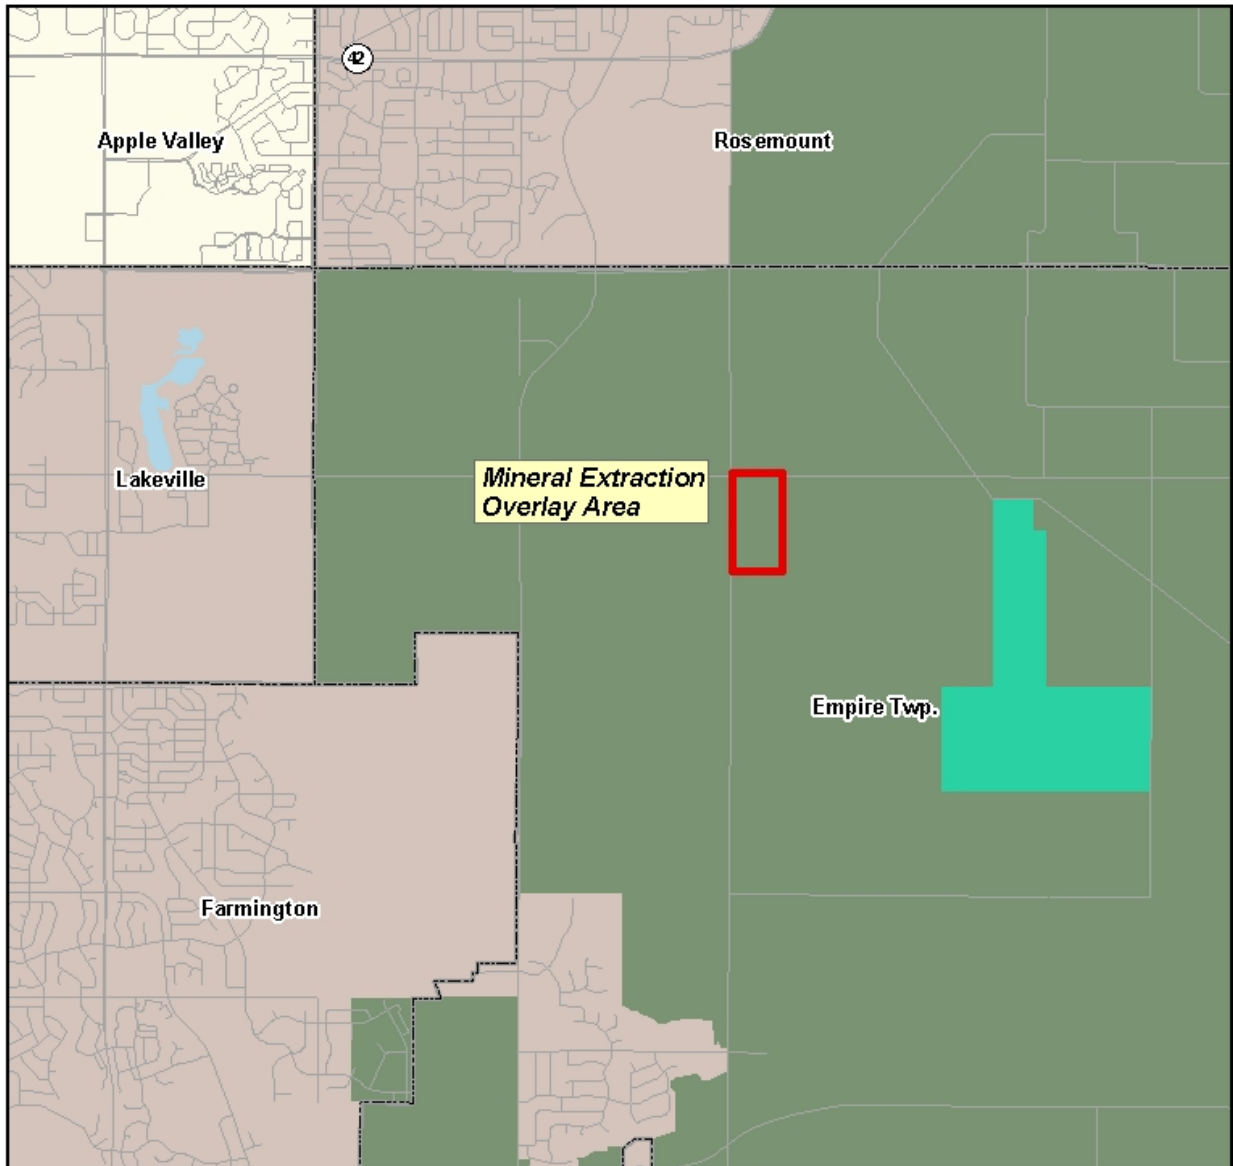 42
Apple Valley
Rosemount
Mineral Extraction
Overlay Area
Lakeville
Empire Twp.
Farmington